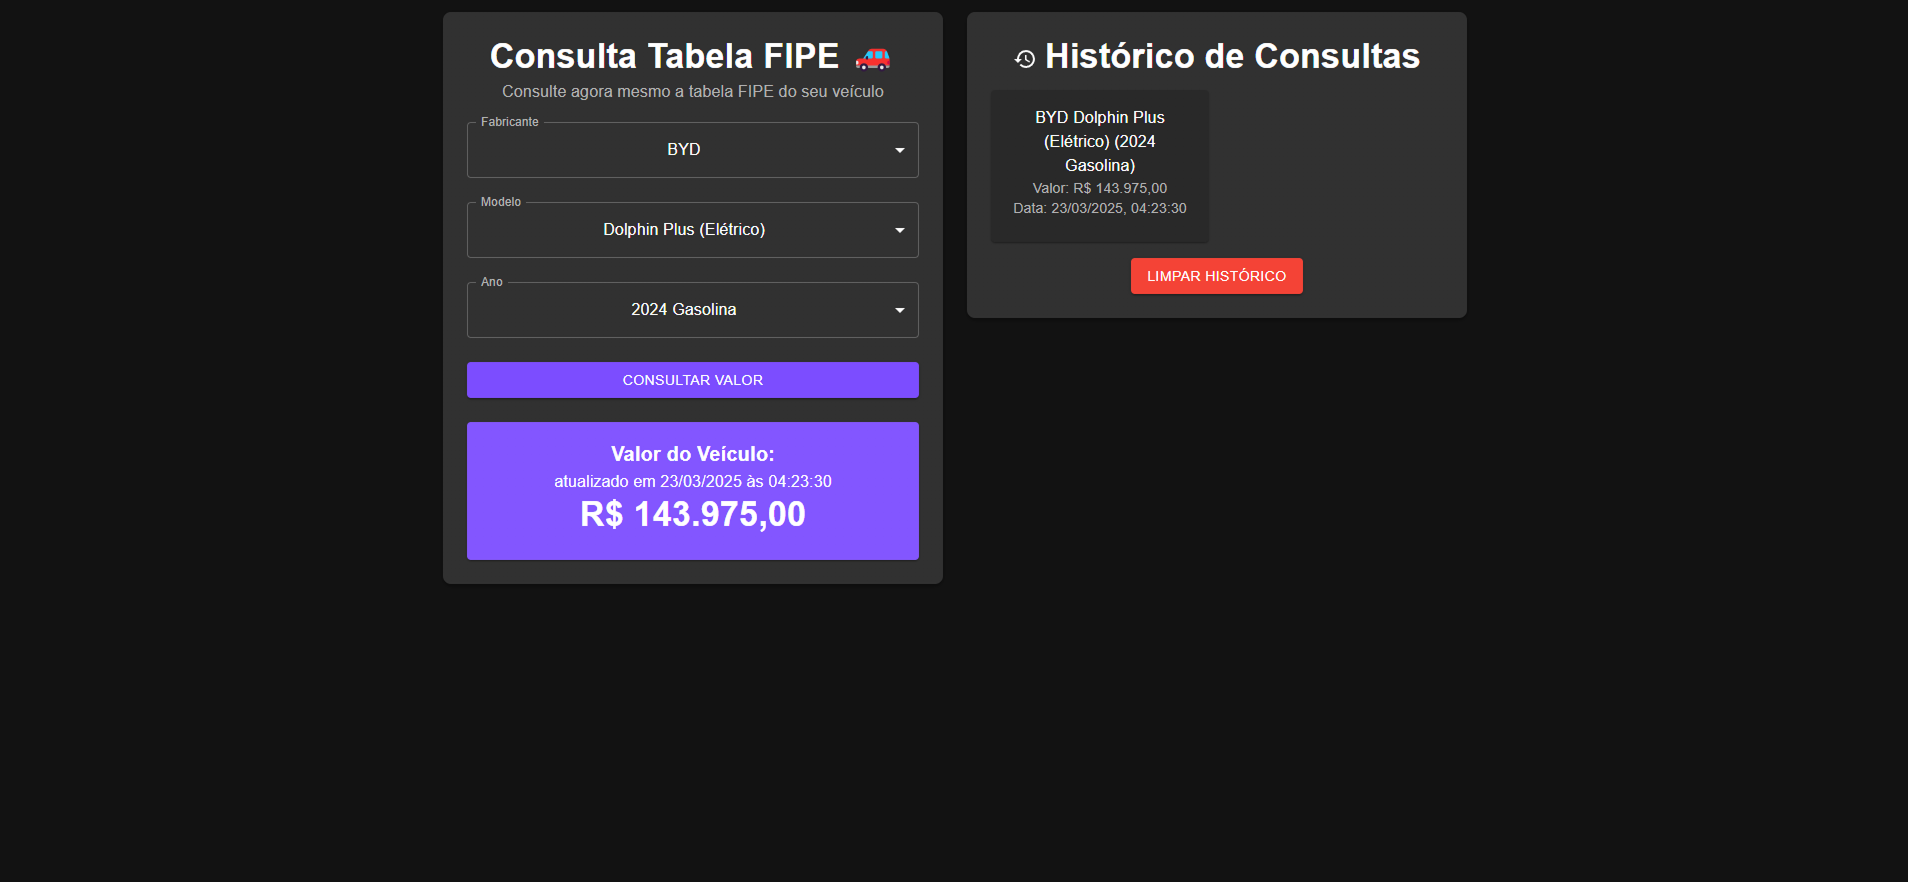 Consulta Tabela FIPE 🚗
Consulte agora mesmo a tabela FIPE do seu veículo
Fabricante
BYD
Modelo
Dolphin Plus (Elétrico)
Ano
2024 Gasolina
CONSULTAR VALOR
Valor do Veículo:
atualizado em 23/03/2025 às 04:23:30
R$ 143.975,00
Histórico de Consultas
BYD Dolphin Plus
(Elétrico) (2024
Gasolina)
Valor: R$ 143.975,00
Data: 23/03/2025, 04:23:30
LIMPAR HISTÓRICO